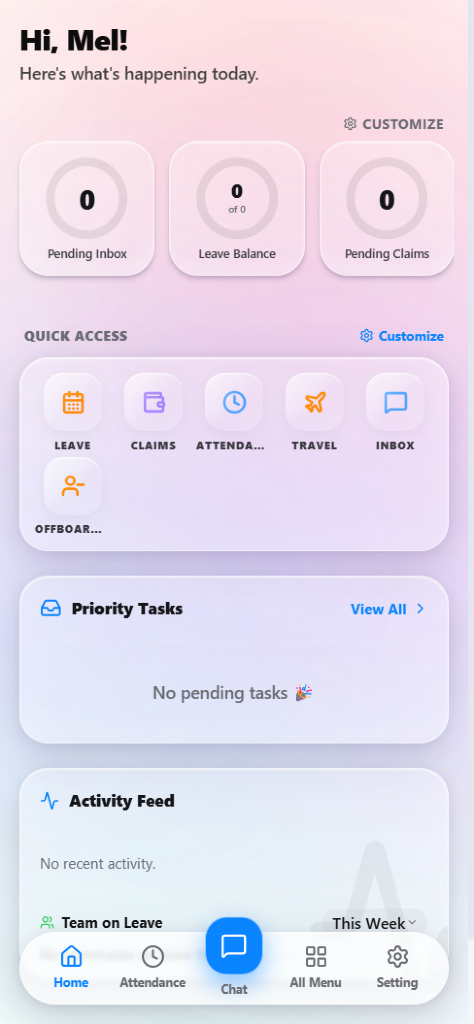 Hi, Mel!
Here's what's happening today.
CUSTOMIZE
0
Pending Inbox
0
of 0
Leave Balance
0
Pending Claims
QUICK ACCESS
Customize
LEAVE
CLAIMS
ATTENDA...
TRAVEL
INBOX
OFFBOAR...
Priority Tasks
View All
No pending tasks 🎉
Activity Feed
No recent activity.
Team on Leave
This Week
Home
Attendance
Chat
All Menu
Setting